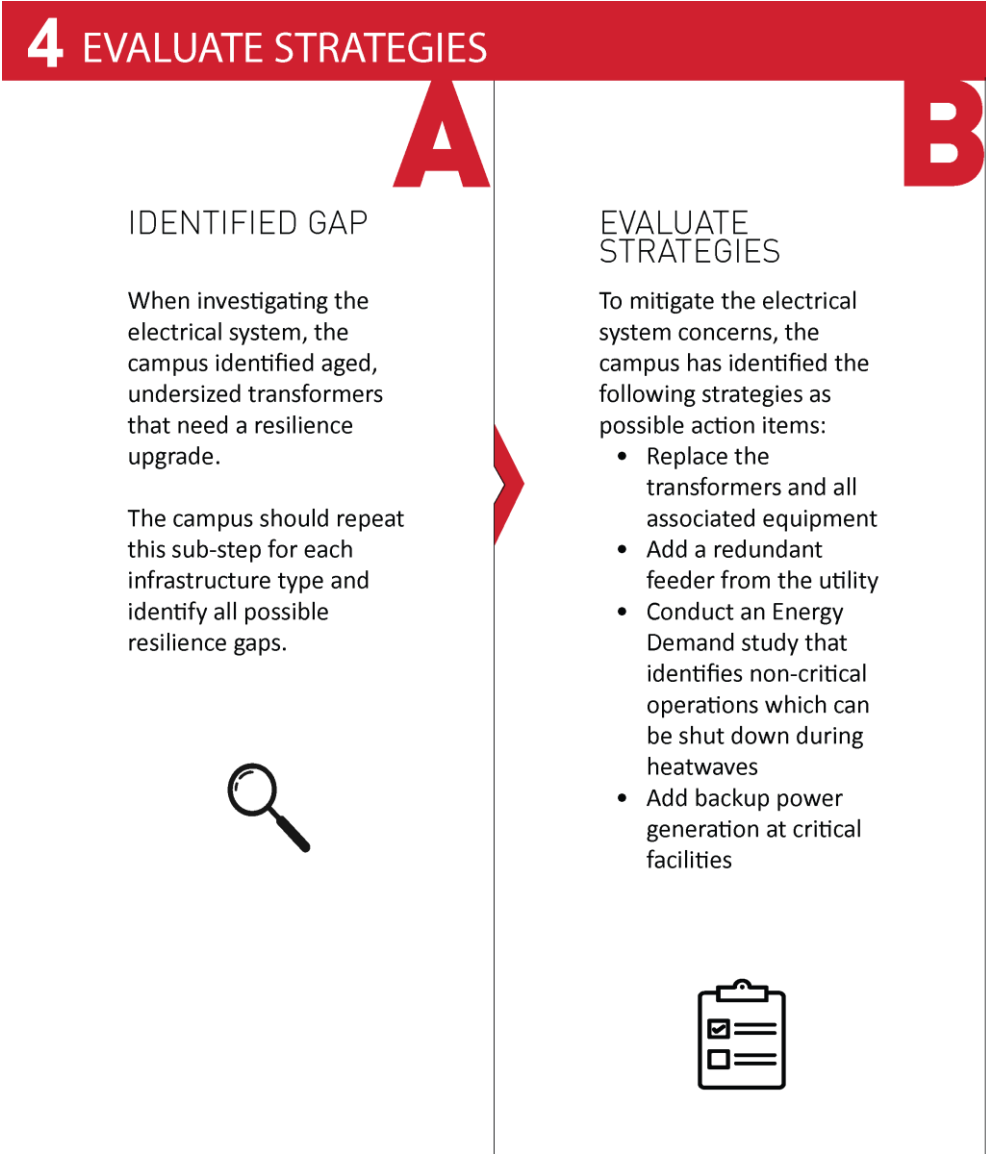 4 EVALUATE STRATEGIES
A
IDENTIFIED GAP
When investigating the
electrical system, the
campus identified aged,
undersized transformers
that need a resilience
upgrade.
The campus should repeat
this sub-step for each
infrastructure type and
identify all possible
resilience gaps.
B
EVALUATE
STRATEGIES
To mitigate the electrical
system concerns, the
campus has identified the
following strategies as
possible action items:
• Replace the
transformers and all
associated equipment
• Add a redundant
feeder from the utility
• Conduct an Energy
Demand study that
identifies non-critical
operations which can
be shut down during
heatwaves
• Add backup power
generation at critical
facilities